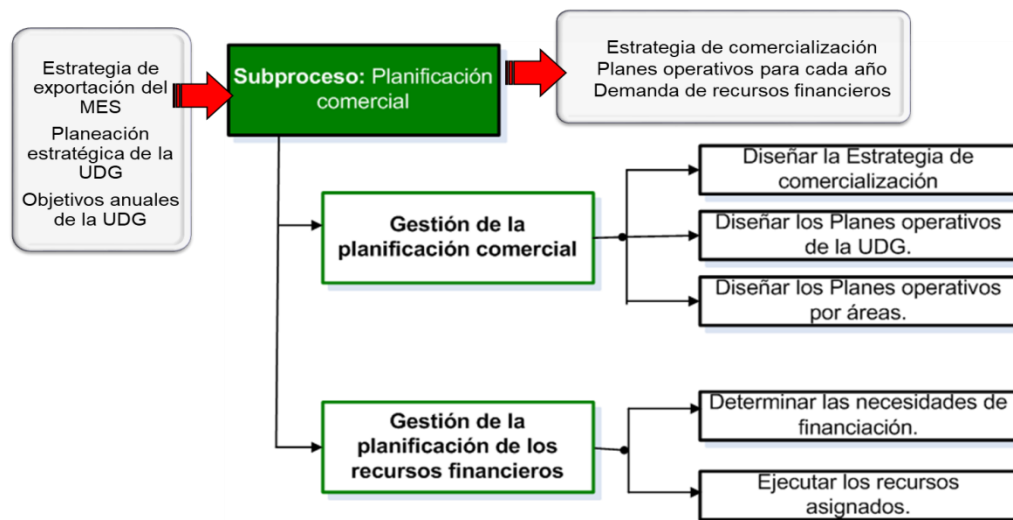 Estrategia de
exportación del
MES
Planeación
estratégica de la
UDG
Objetivos anuales
de la UDG
Subproceso: Planificación
comercial
Estrategia de comercialización
Planes operativos para cada año
Demanda de recursos financieros
Gestión de la
planificación comercial
Diseñar la Estrategia de
comercialización
Diseñar los Planes operativos
de la UDG.
Diseñar los Planes operativos
por áreas.
Gestión de la
planificación de los
recursos financieros
Determinar las necesidades de
financiación.
Ejecutar los recursos
asignados.